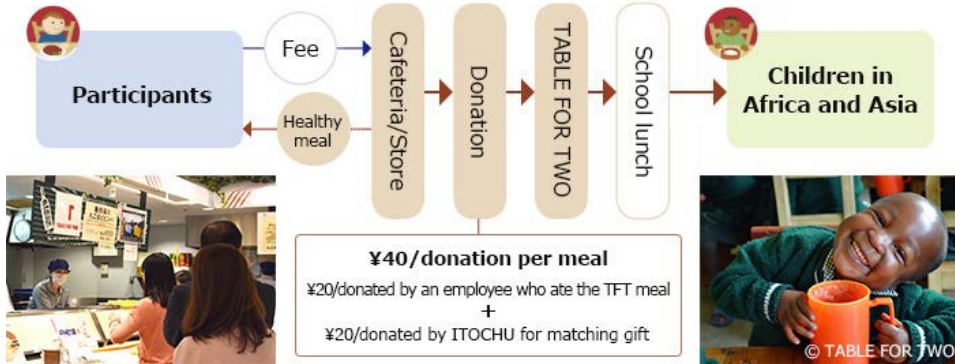 Participants
Fee
Healthy
meal
Cafeteria/Store
Donation
TABLE FOR TWO
School lunch
Children in
Africa and Asia
¥40/donation per meal
¥20/donated by an employee who ate the TFT meal
+
¥20/donated by ITOCHU for matching gift
© TABLE FOR TWO